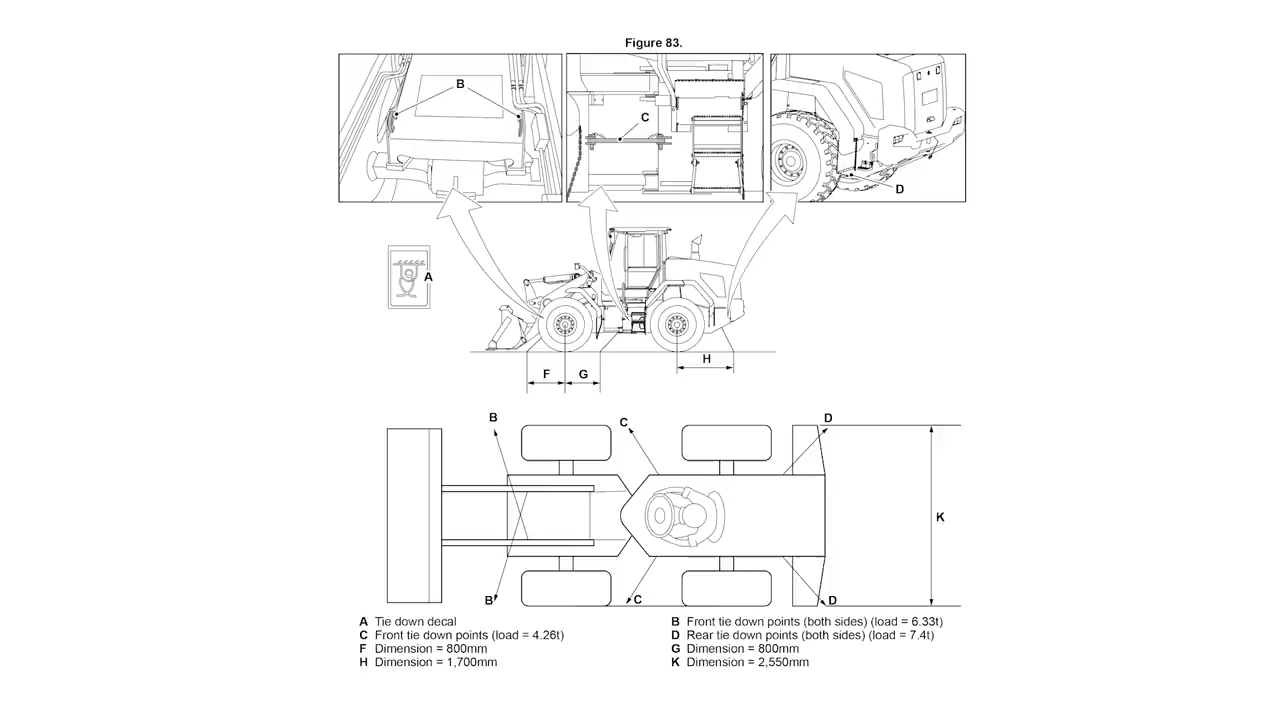 Figure 83.
B
C
D
A
F
G
H
B
C
D
K
B
C
D
A Tie down decal
B Front tie down points (both sides) (load = 6.33t)
C Front tie down points (load = 4.26t)
D Rear tie down points (both sides) (load = 7.4t)
F Dimension = 800mm
G Dimension = 800mm
H Dimension = 1,700mm
K Dimension = 2,550mm